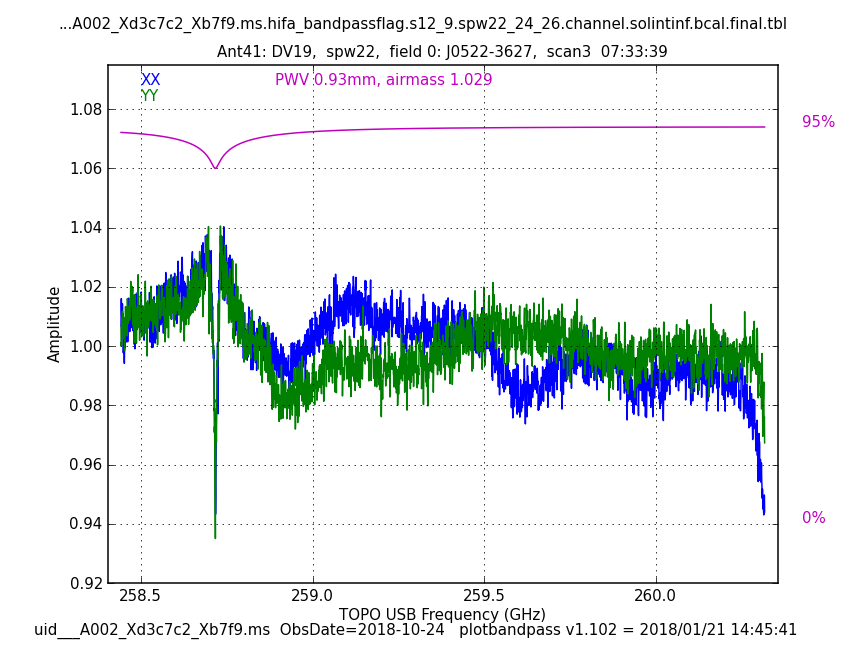 ...A002_Xd3c7c2_Xb7f9.ms.hifa_bandpassflag.s12_9.spw22_24_26.channel.solintinf.bcal.final.tbl
Ant41: DV19,  spw22,  field 0: J0522-3627,  scan3  07:33:39
XX
PWV 0.93mm, airmass 1.029
YY
1.08
95%
1.06
1.04
1.02
Amplitude
1.00
0.98
0.96
0.94
0%
0.92
258.5 259.0 259.5 260.0
TOPO USB Frequency (GHz)
uid___A002_Xd3c7c2_Xb7f9.ms  ObsDate=2018-10-24   plotbandpass v1.102 = 2018/01/21 14:45:41